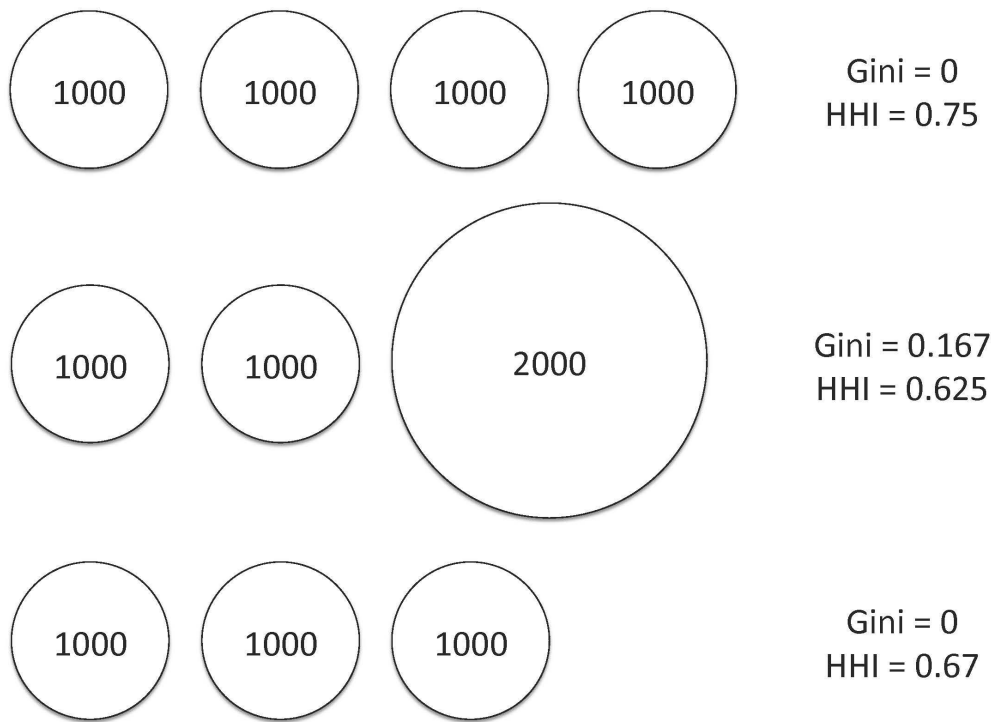 1000 1000 1000 1000
Gini = 0
HHI = 0.75
1000 1000 2000
Gini = 0.167
HHI = 0.625
1000 1000 1000
Gini = 0
HHI = 0.67